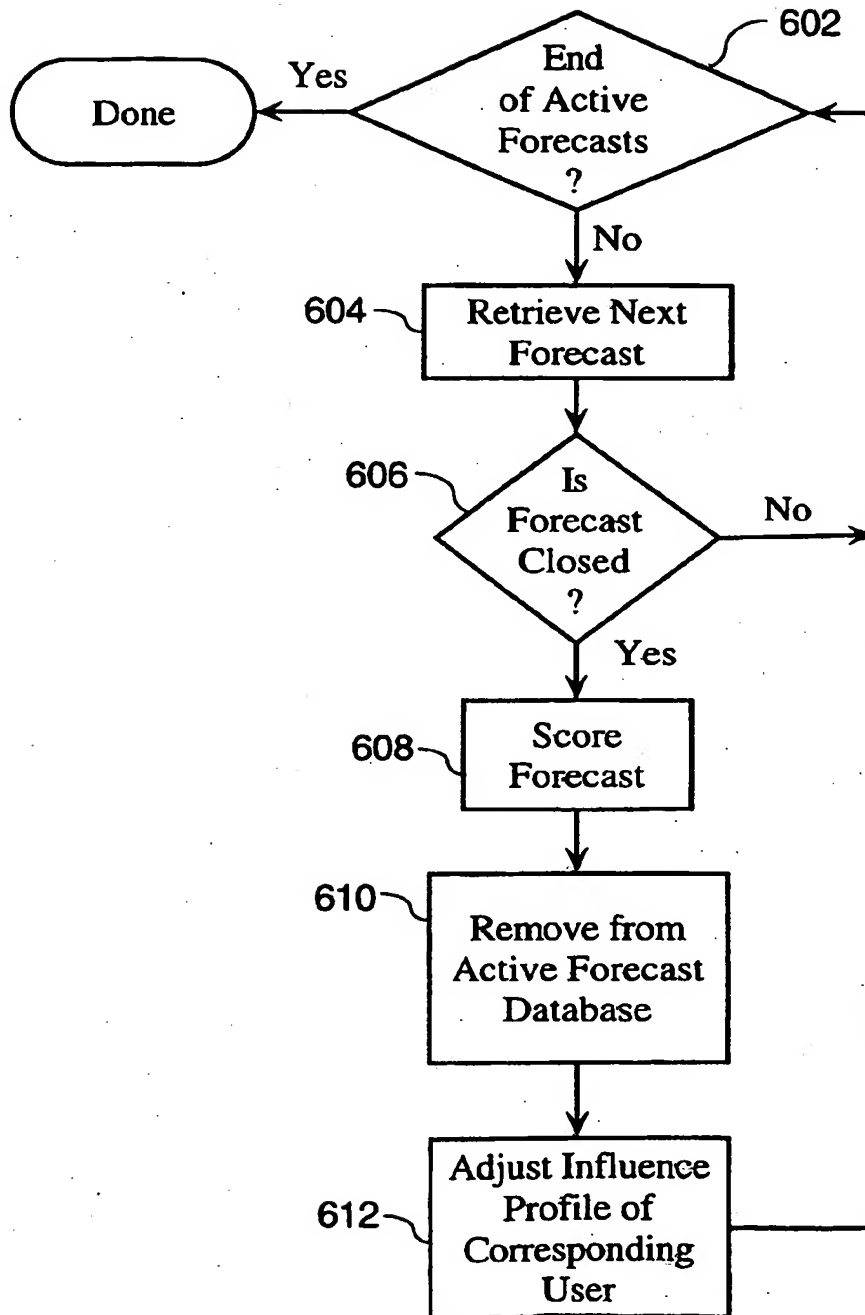 602
End
of Active
Forecasts
?
Yes
Done
No
604
Retrieve Next
Forecast
606
Is
Forecast
Closed
?
No
Yes
608
Score
Forecast
610
Remove from
Active Forecast
Database
612
Adjust Influence
Profile of
Corresponding
User